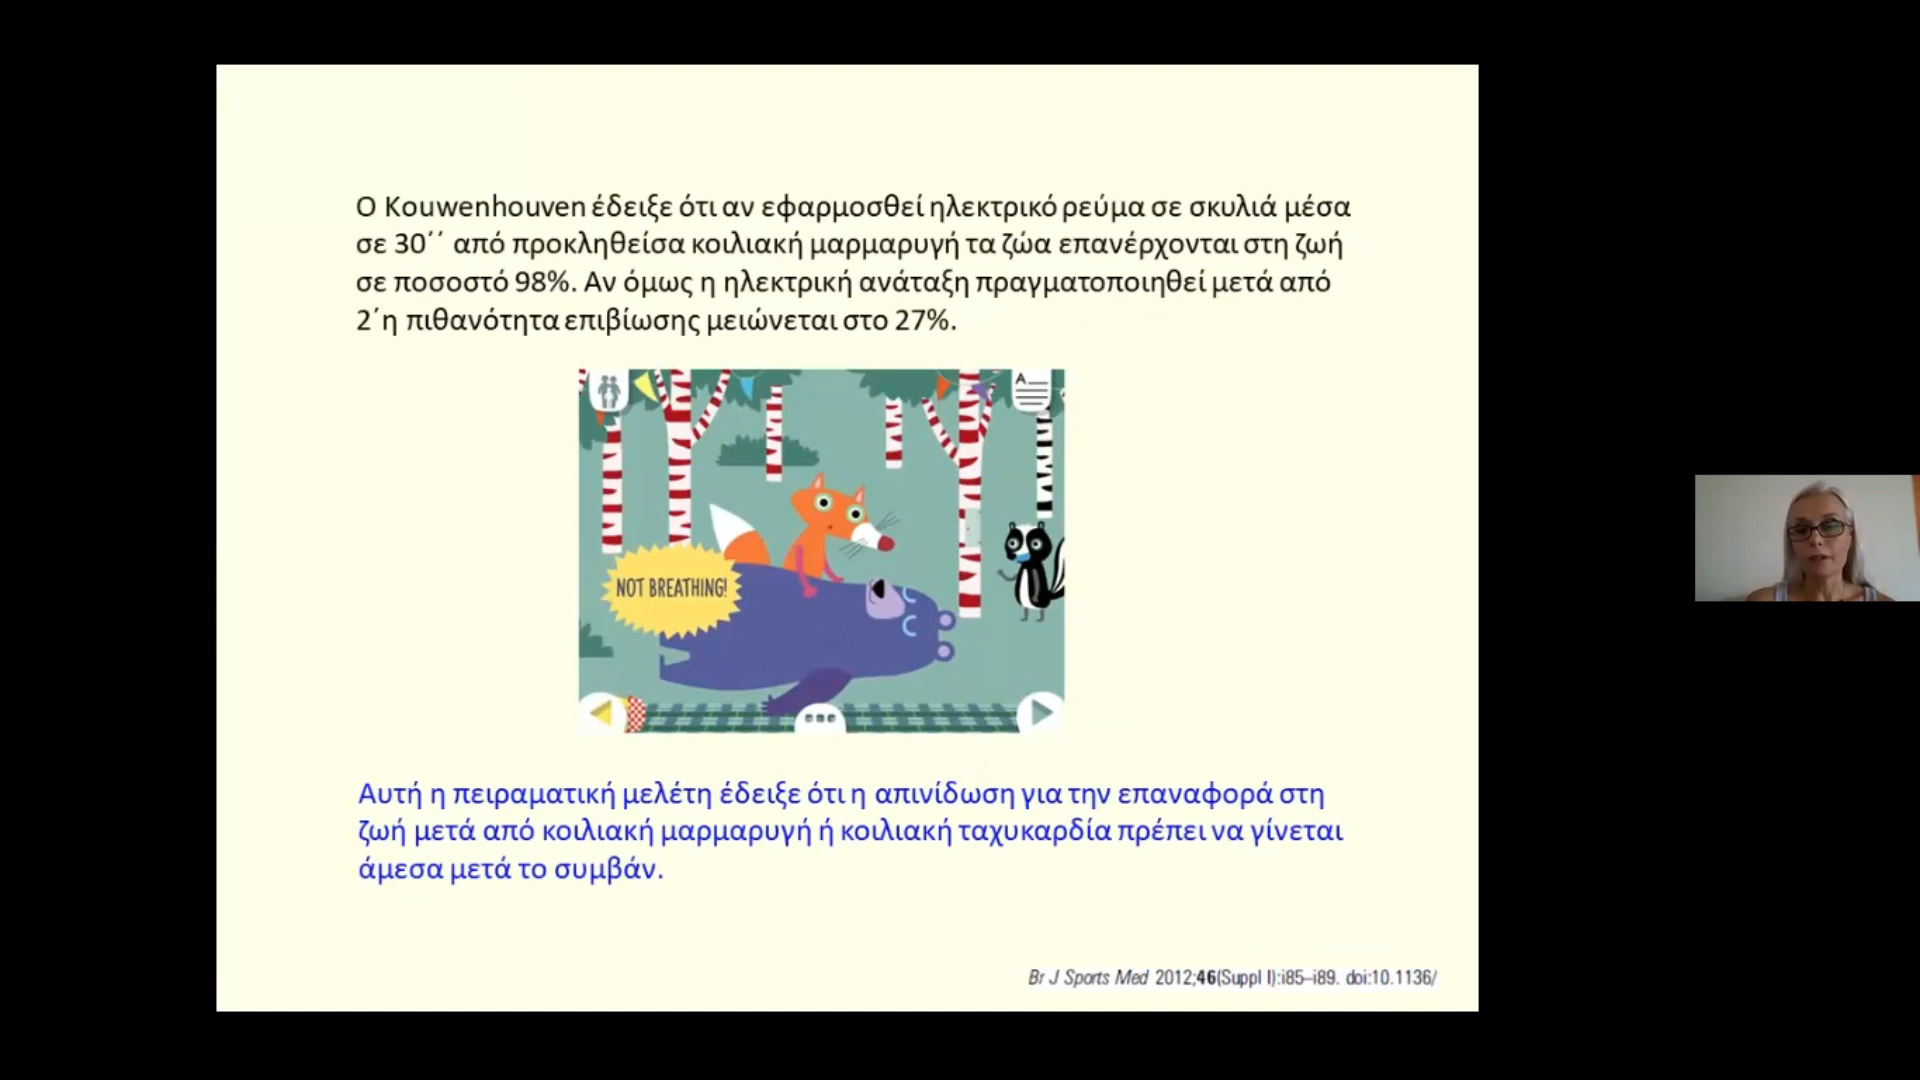 Ο Kouwenhouven έδειξε ότι αν εφαρμοσθεί ηλεκτρικό ρεύμα σε σκυλιά μέσα
σε 30΄΄ από προκληθείσα κοιλιακή μαρμαρυγή τα ζώα επανέρχονται στη ζωή
σε ποσοστό 98%. Αν όμως η ηλεκτρική ανάταξη πραγματοποιηθεί μετά από
2΄η πιθανότητα επιβίωσης μειώνεται στο 27%.
A
NOT BREATHING!
Αυτή η πειραματική μελέτη έδειξε ότι η απινίδωση για την επαναφορά στη
ζωή μετά από κοιλιακή μαρμαρυγή ή κοιλιακή ταχυκαρδία πρέπει να γίνεται
άμεσα μετά το συμβάν.
Br J Sports Med 2012;46(Suppl I):i85–i89. doi:10.1136/